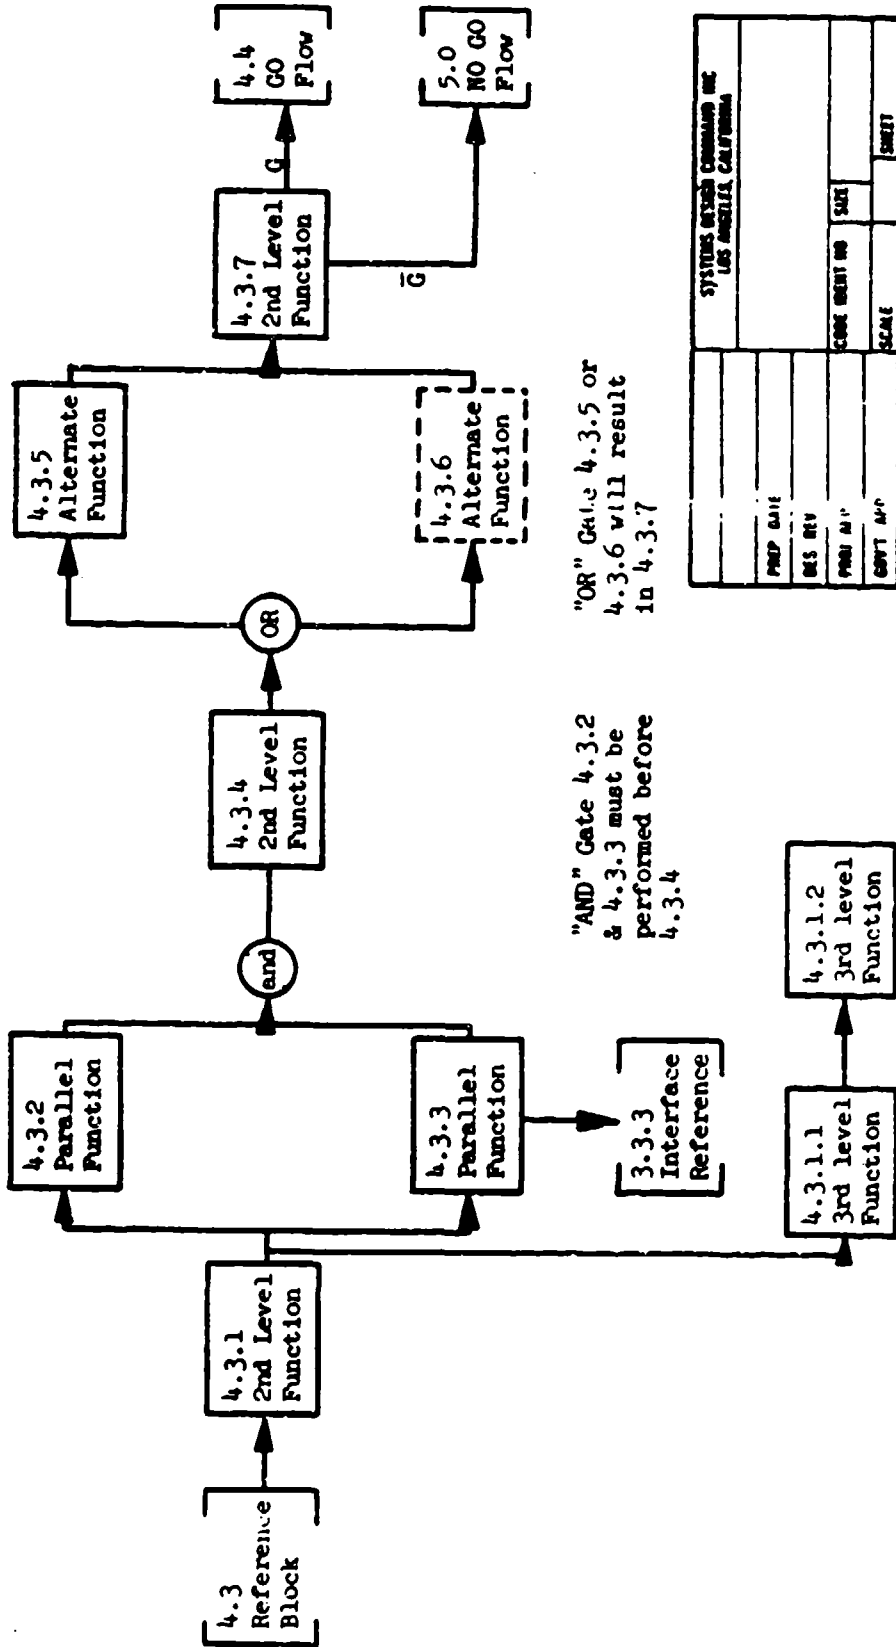 4.3
Reference
Block
4.3.1
2nd Level
Function
4.3.2
Parallel
Function
4.3.3
Parallel
Function
3.3.3
Interface
Reference
4.3.1.1
3rd level
Function
4.3.1.2
3rd level
Function
and
4.3.4
2nd Level
Function
"AND" Gate 4.3.2
& 4.3.3 must be
performed before
4.3.4
OR
4.3.5
Alternate
Function
4.3.6
Alternate
Function
"OR" Gate 4.3.5 or
4.3.6 will result
in 4.3.7
4.3.7
2nd Level
Function
G
G̅
4.4
GO
Flow
5.0
NO GO
Flow
SYSTEMS DESIGN COMMAND INC
LOS ANGELES, CALIFORNIA
PREP DATE
DES REV
CODE IDENT NO
SIZE
GOV'T APP
SCALE
SHEET